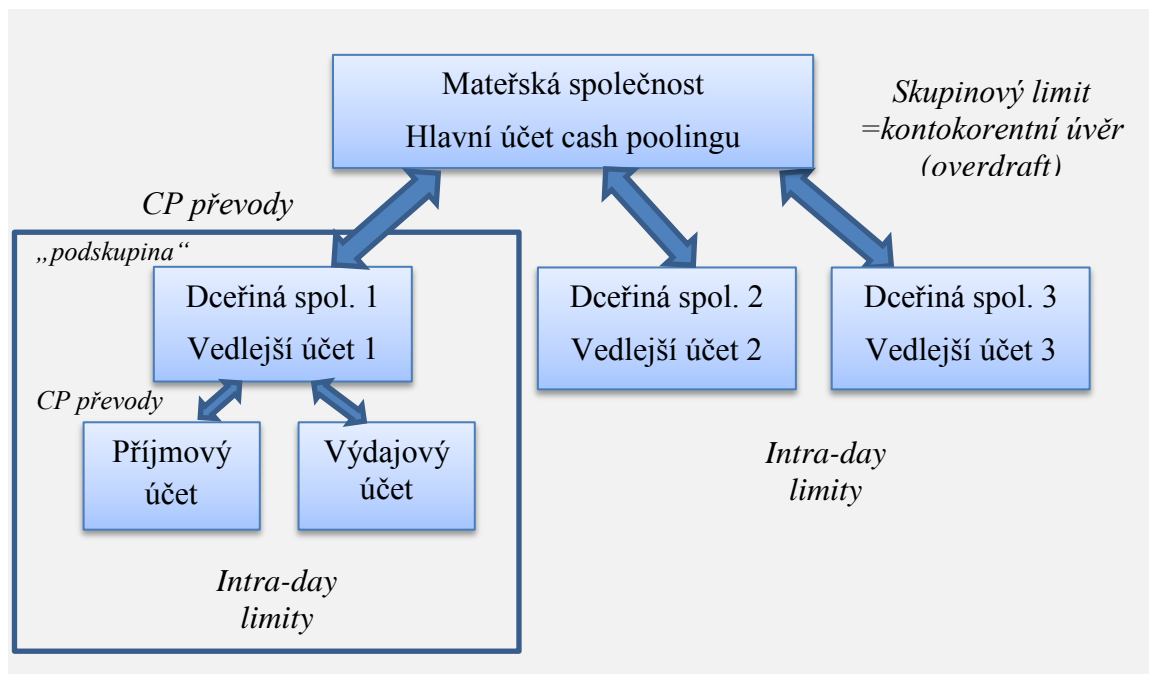 Mateřská společnost
Hlavní účet cash poolingu
Skupinový limit
=kontokorentní úvěr
(overdraft)
CP převody
„podskupina“
Dceřiná spol. 1
Vedlejší účet 1
Dceřiná spol. 2
Vedlejší účet 2
Dceřiná spol. 3
Vedlejší účet 3
CP převody
Příjmový
účet
Výdajový
účet
Intra-day
limity
Intra-day
limity